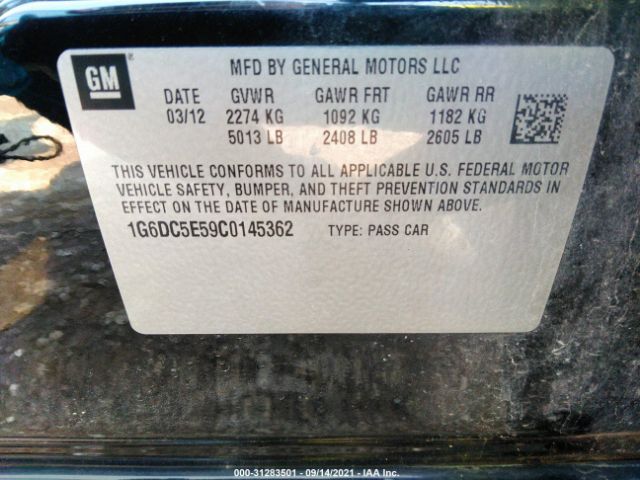 GM
MFD BY GENERAL MOTORS LLC
DATE GVWR GAWR FRT GAWR RR
03/12 2274 KG 1092 KG 1182 KG
5013 LB 2408 LB 2605 LB
THIS VEHICLE CONFORMS TO ALL APPLICABLE U.S. FEDERAL MOTOR
VEHICLE SAFETY, BUMPER, AND THEFT PREVENTION STANDARDS IN
EFFECT ON THE DATE OF MANUFACTURE SHOWN ABOVE.
1G6DC5E59C0145362 TYPE: PASS CAR
000-31283501 - 09/14/2021 - IAA Inc.